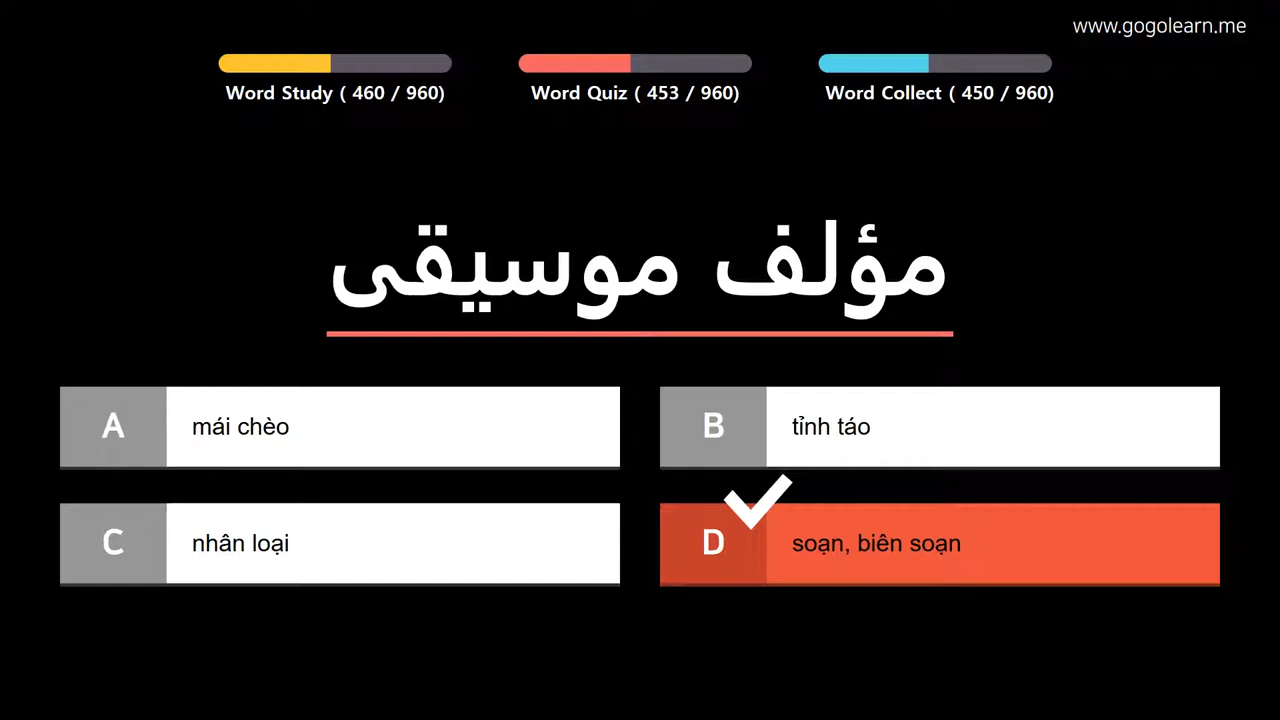 www.gogolearn.me
Word Study ( 460 / 960)
Word Quiz ( 453 / 960)
Word Collect ( 450 / 960)
مؤلف موسيقى
A mái chèo
B tỉnh táo
C nhân loại
D soạn, biên soạn